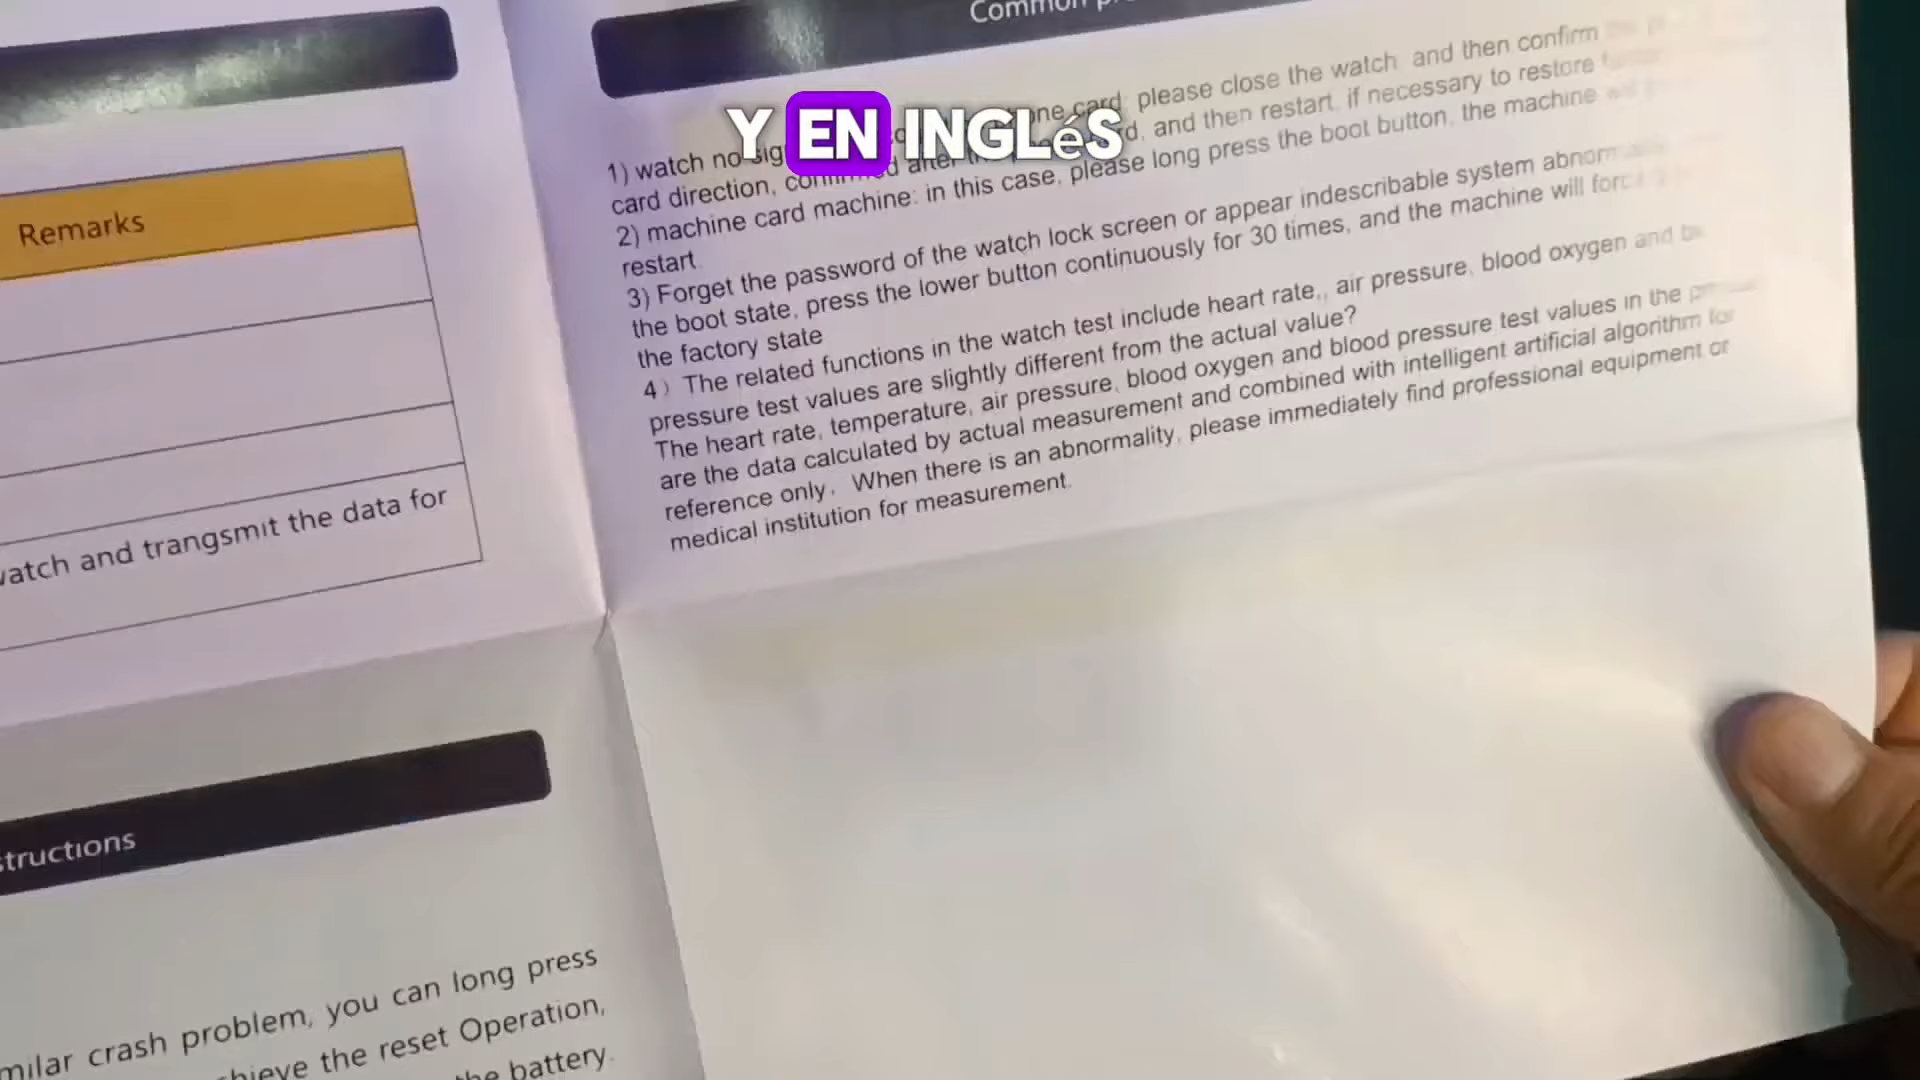 Y EN INGLéS
Remarks
watch and trangsmit the data for
structions
milar crash problem, you can long press
chieve the reset Operation,
the battery.
Common
1) watch no card, please close the watch, and then confirm
card direction, confirmed after and then restart, if necessary to restore
2) machine card machine: in this case, please long press the boot button, the machine
restart.
3) Forget the password of the watch lock screen or appear indescribable system
the boot state, press the lower button continuously for 30 times, and the machine will
the factory state
4) The related functions in the watch test include heart rate,, air pressure, blood oxygen and
pressure test values are slightly different from the actual value?
The heart rate, temperature, air pressure, blood oxygen and blood pressure test values in the
are the data calculated by actual measurement and combined with intelligent artificial algorithm for
reference only. When there is an abnormality, please immediately find professional equipment or
medical institution for measurement.